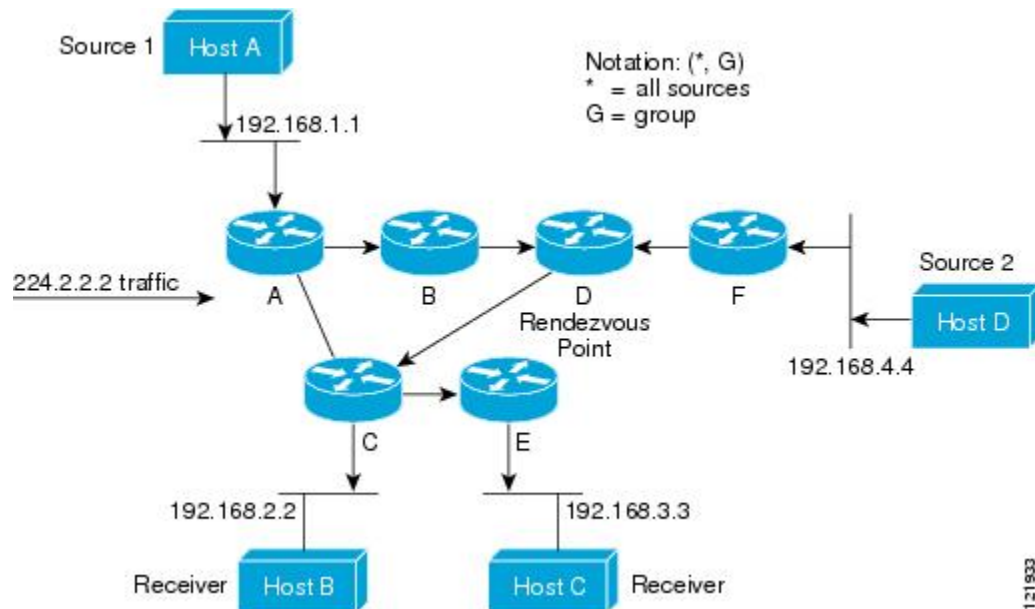 Source 1
Host A
Notation: (*, G)
* = all sources
G = group
192.168.1.1
224.2.2.2 traffic
A
B
D
F
Rendezvous
Point
Source 2
Host D
192.168.4.4
C
E
192.168.2.2
192.168.3.3
Receiver
Host B
Host C
Receiver
121933